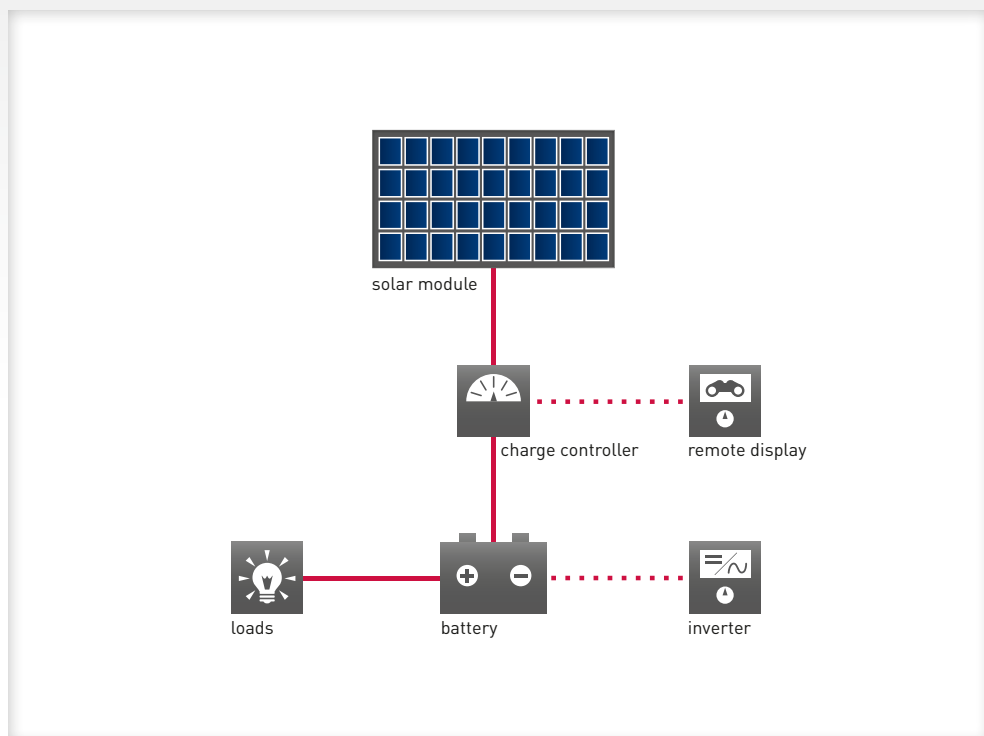 solar module
charge controller
remote display
loads
battery
inverter